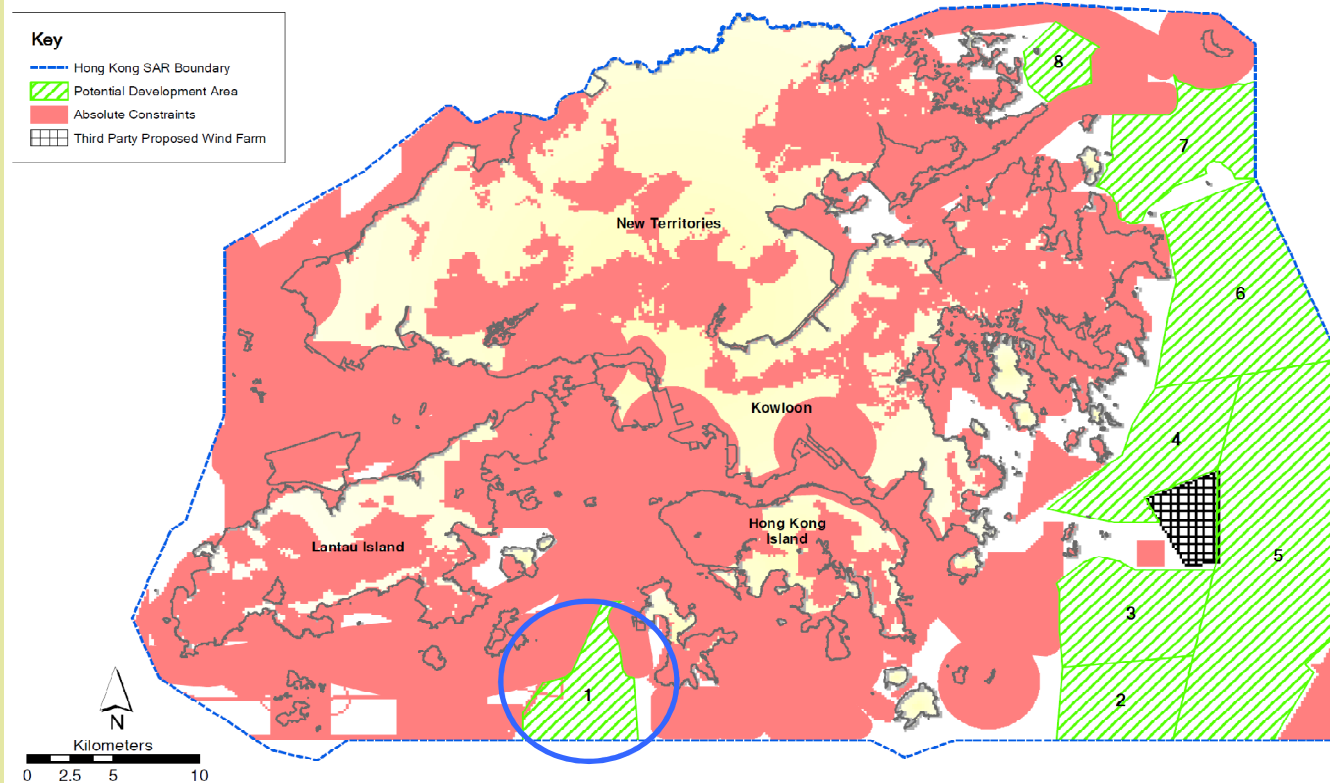 Key
Hong Kong SAR Boundary
Potential Development Area
Absolute Constraints
Third Party Proposed Wind Farm
8
7
New Territories
6
Kowloon
4
Hong Kong
Island
Lantau Island
5
3
1
2
N
Kilometers
0 2.5 5 10